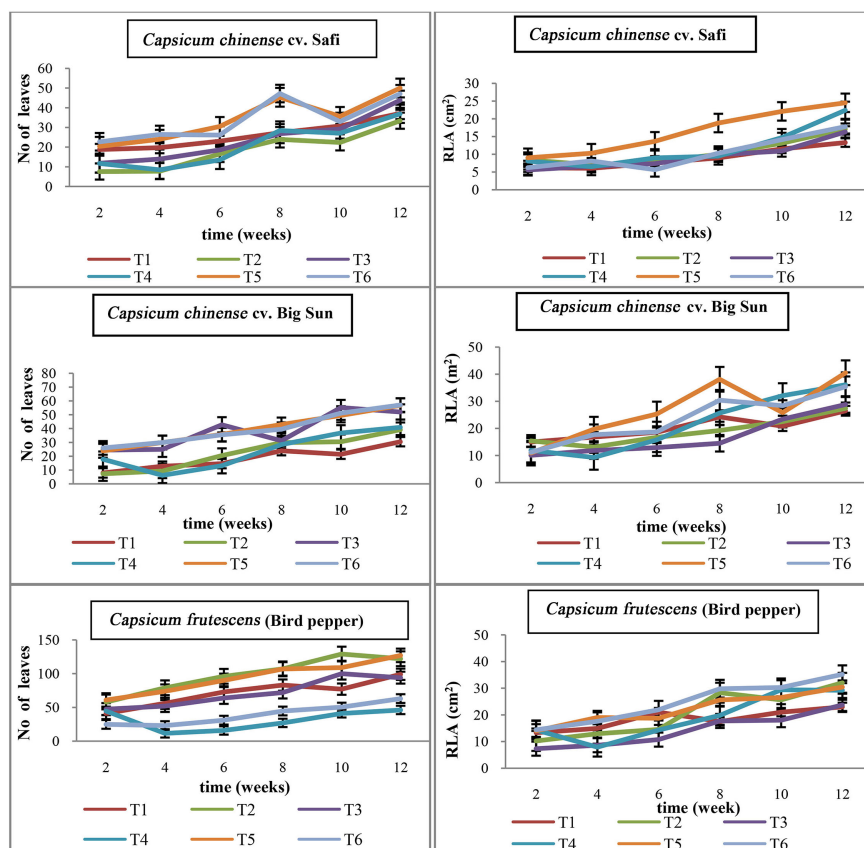 Capsicum chinense cv. Safi
No of leaves
60
50
40
30
20
10
0
2 4 6 8 10 12
time (weeks)
T1 T2 T3
T4 T5 T6
Capsicum chinense cv. Safi
RLA (cm²)
30
25
20
15
10
5
0
2 4 6 8 10 12
time (weeks)
T1 T2 T3
T4 T5 T6
Capsicum chinense cv. Big Sun
No of leaves
80
70
60
50
40
30
20
10
0
2 4 6 8 10 12
time (weeks)
T1 T2 T3
T4 T5 T6
Capsicum chinense cv. Big Sun
RLA (m²)
40
30
20
10
0
2 4 6 8 10 12
time (weeks)
T1 T2 T3
T4 T5 T6
Capsicum frutescens (Bird pepper)
No of leaves
150
100
50
0
2 4 6 8 10 12
time (weeks)
T1 T2 T3
T4 T5 T6
Capsicum frutescens (Bird pepper)
RLA (cm²)
50
40
30
20
10
0
2 4 6 8 10 12
time (week)
T1 T2 T3
T4 T5 T6